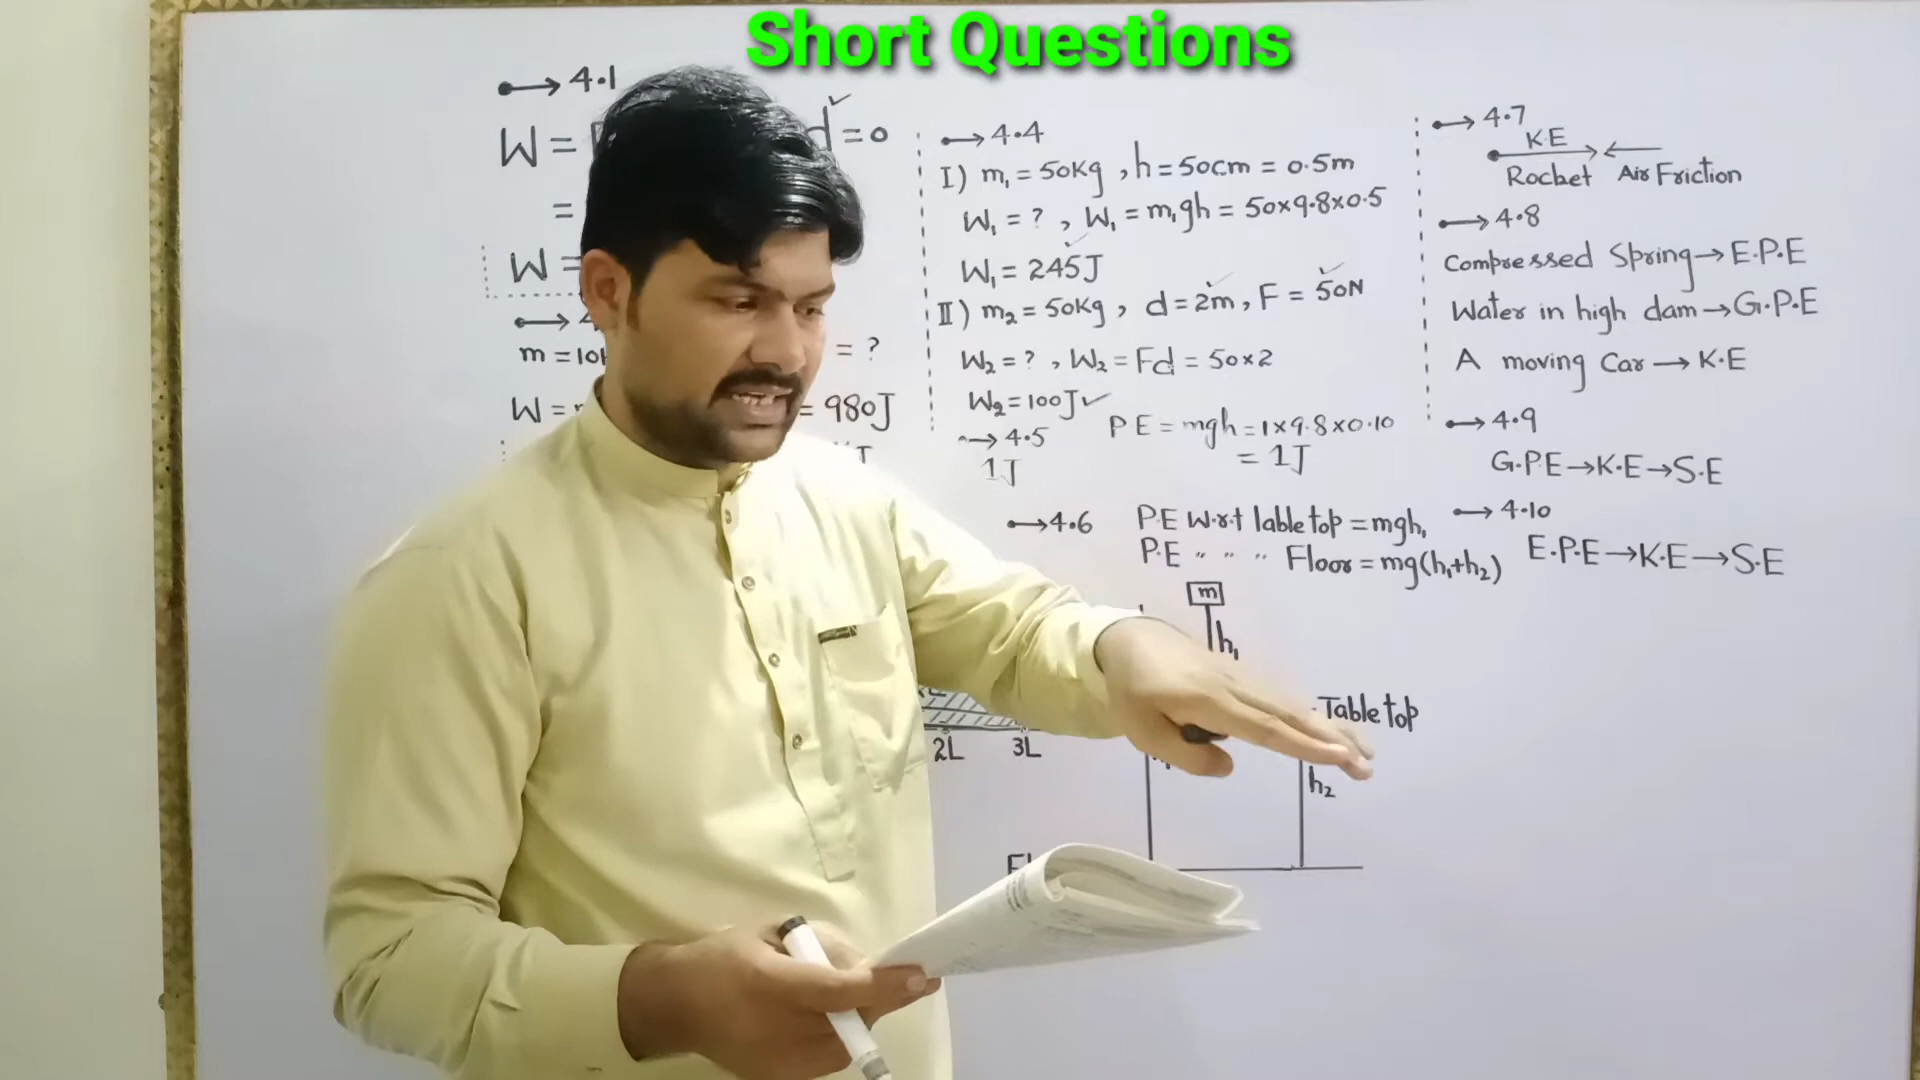 Short Questions
→ 4.1
W = d = 0
=
W =
→
m = 10 = ?
W = = 980J
→ 4.4
I) m₁ = 50Kg , h = 50cm = 0.5m
W₁ = ? , W₁ = m₁gh = 50×9.8×0.5
W₁ = 245J
II) m₂ = 50Kg , d = 2m , F = 50N
W₂ = ? , W₂ = Fd = 50×2
W₂ = 100J ✓
→ 4.5
1J
PE = mgh = 1×9.8×0.10
= 1J
→ 4.6
P.E w.r.t lable top = mgh₁
P.E " " " Floor = mg(h₁+h₂)
m
h₁
Table top
h₂
2L 3L
→ 4.7
K.E
Rocket Air Friction
→ 4.8
Compressed Spring → E.P.E
Water in high dam → G.P.E
A moving Car → K.E
→ 4.9
G.P.E → K.E → S.E
→ 4.10
E.P.E → K.E → S.E